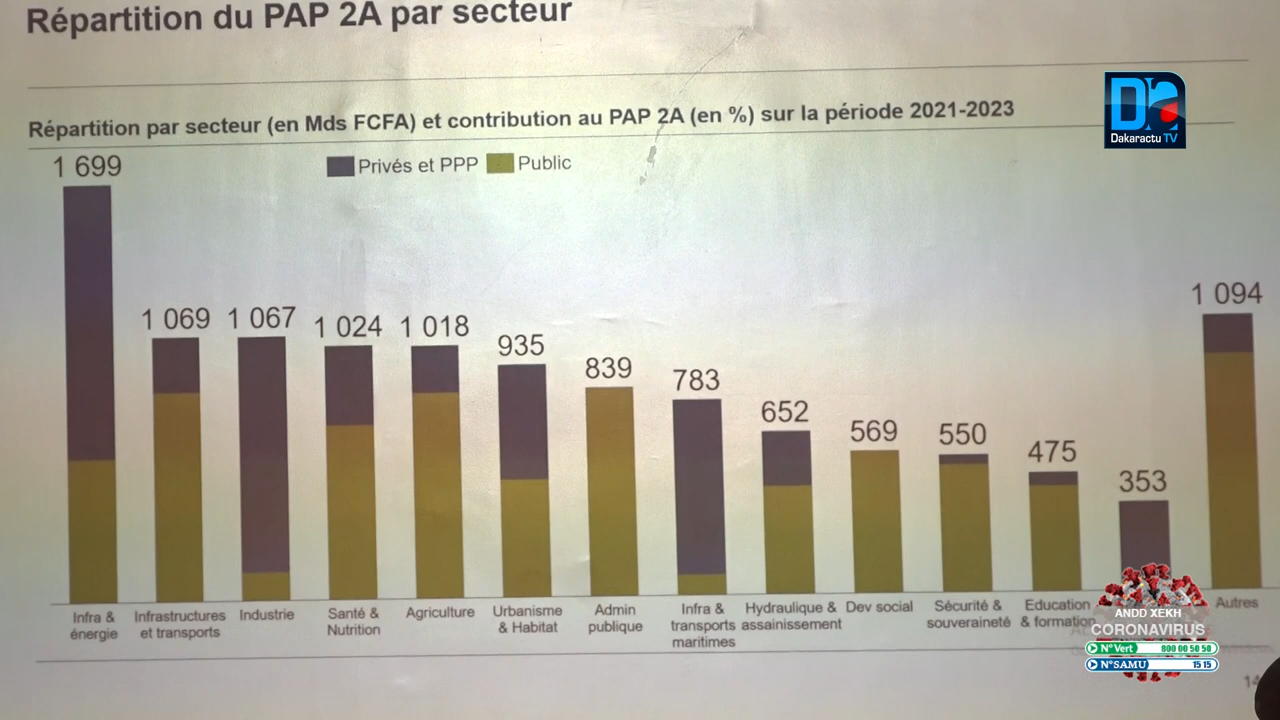 Répartition du PAP 2A par secteur
Répartition par secteur (en Mds FCFA) et contribution au PAP 2A (en %) sur la période 2021-2023
Dakaractu TV
Privés et PPP
Public
1 699
1 069
1 067
1 024
1 018
935
839
783
652
569
550
475
353
1 094
Infra &
énergie
Infrastructures
et transports
Industrie
Santé &
Nutrition
Agriculture
Urbanisme
& Habitat
Admin
publique
Infra &
transports
maritimes
Hydraulique &
assainissement
Dev social
Sécurité &
souveraineté
Education
& formation
Autres
ANDD XEKH
CORONAVIRUS
N°Vert 800 00 50 50
N°SAMU 15 15
14